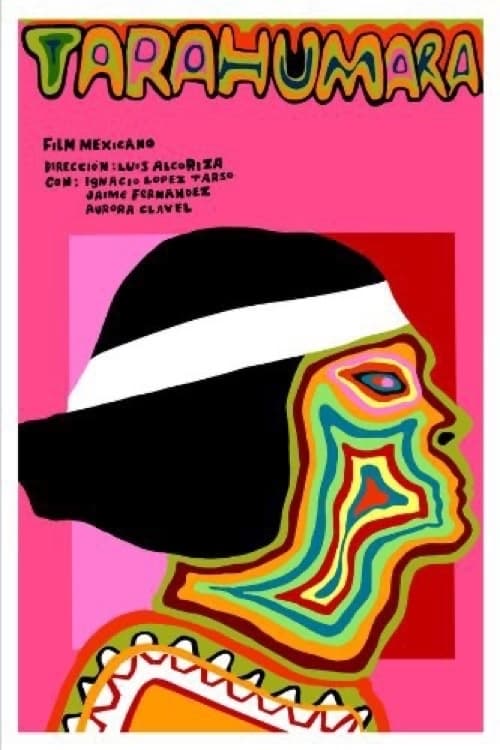 TARAHUMARA
FILM MEXICANO
DIRECCIÓN: LUIS ALCORIZA
CON: IGNACIO LOPEZ TARSO
JAIME FERNANDEZ
AURORA CLAVEL